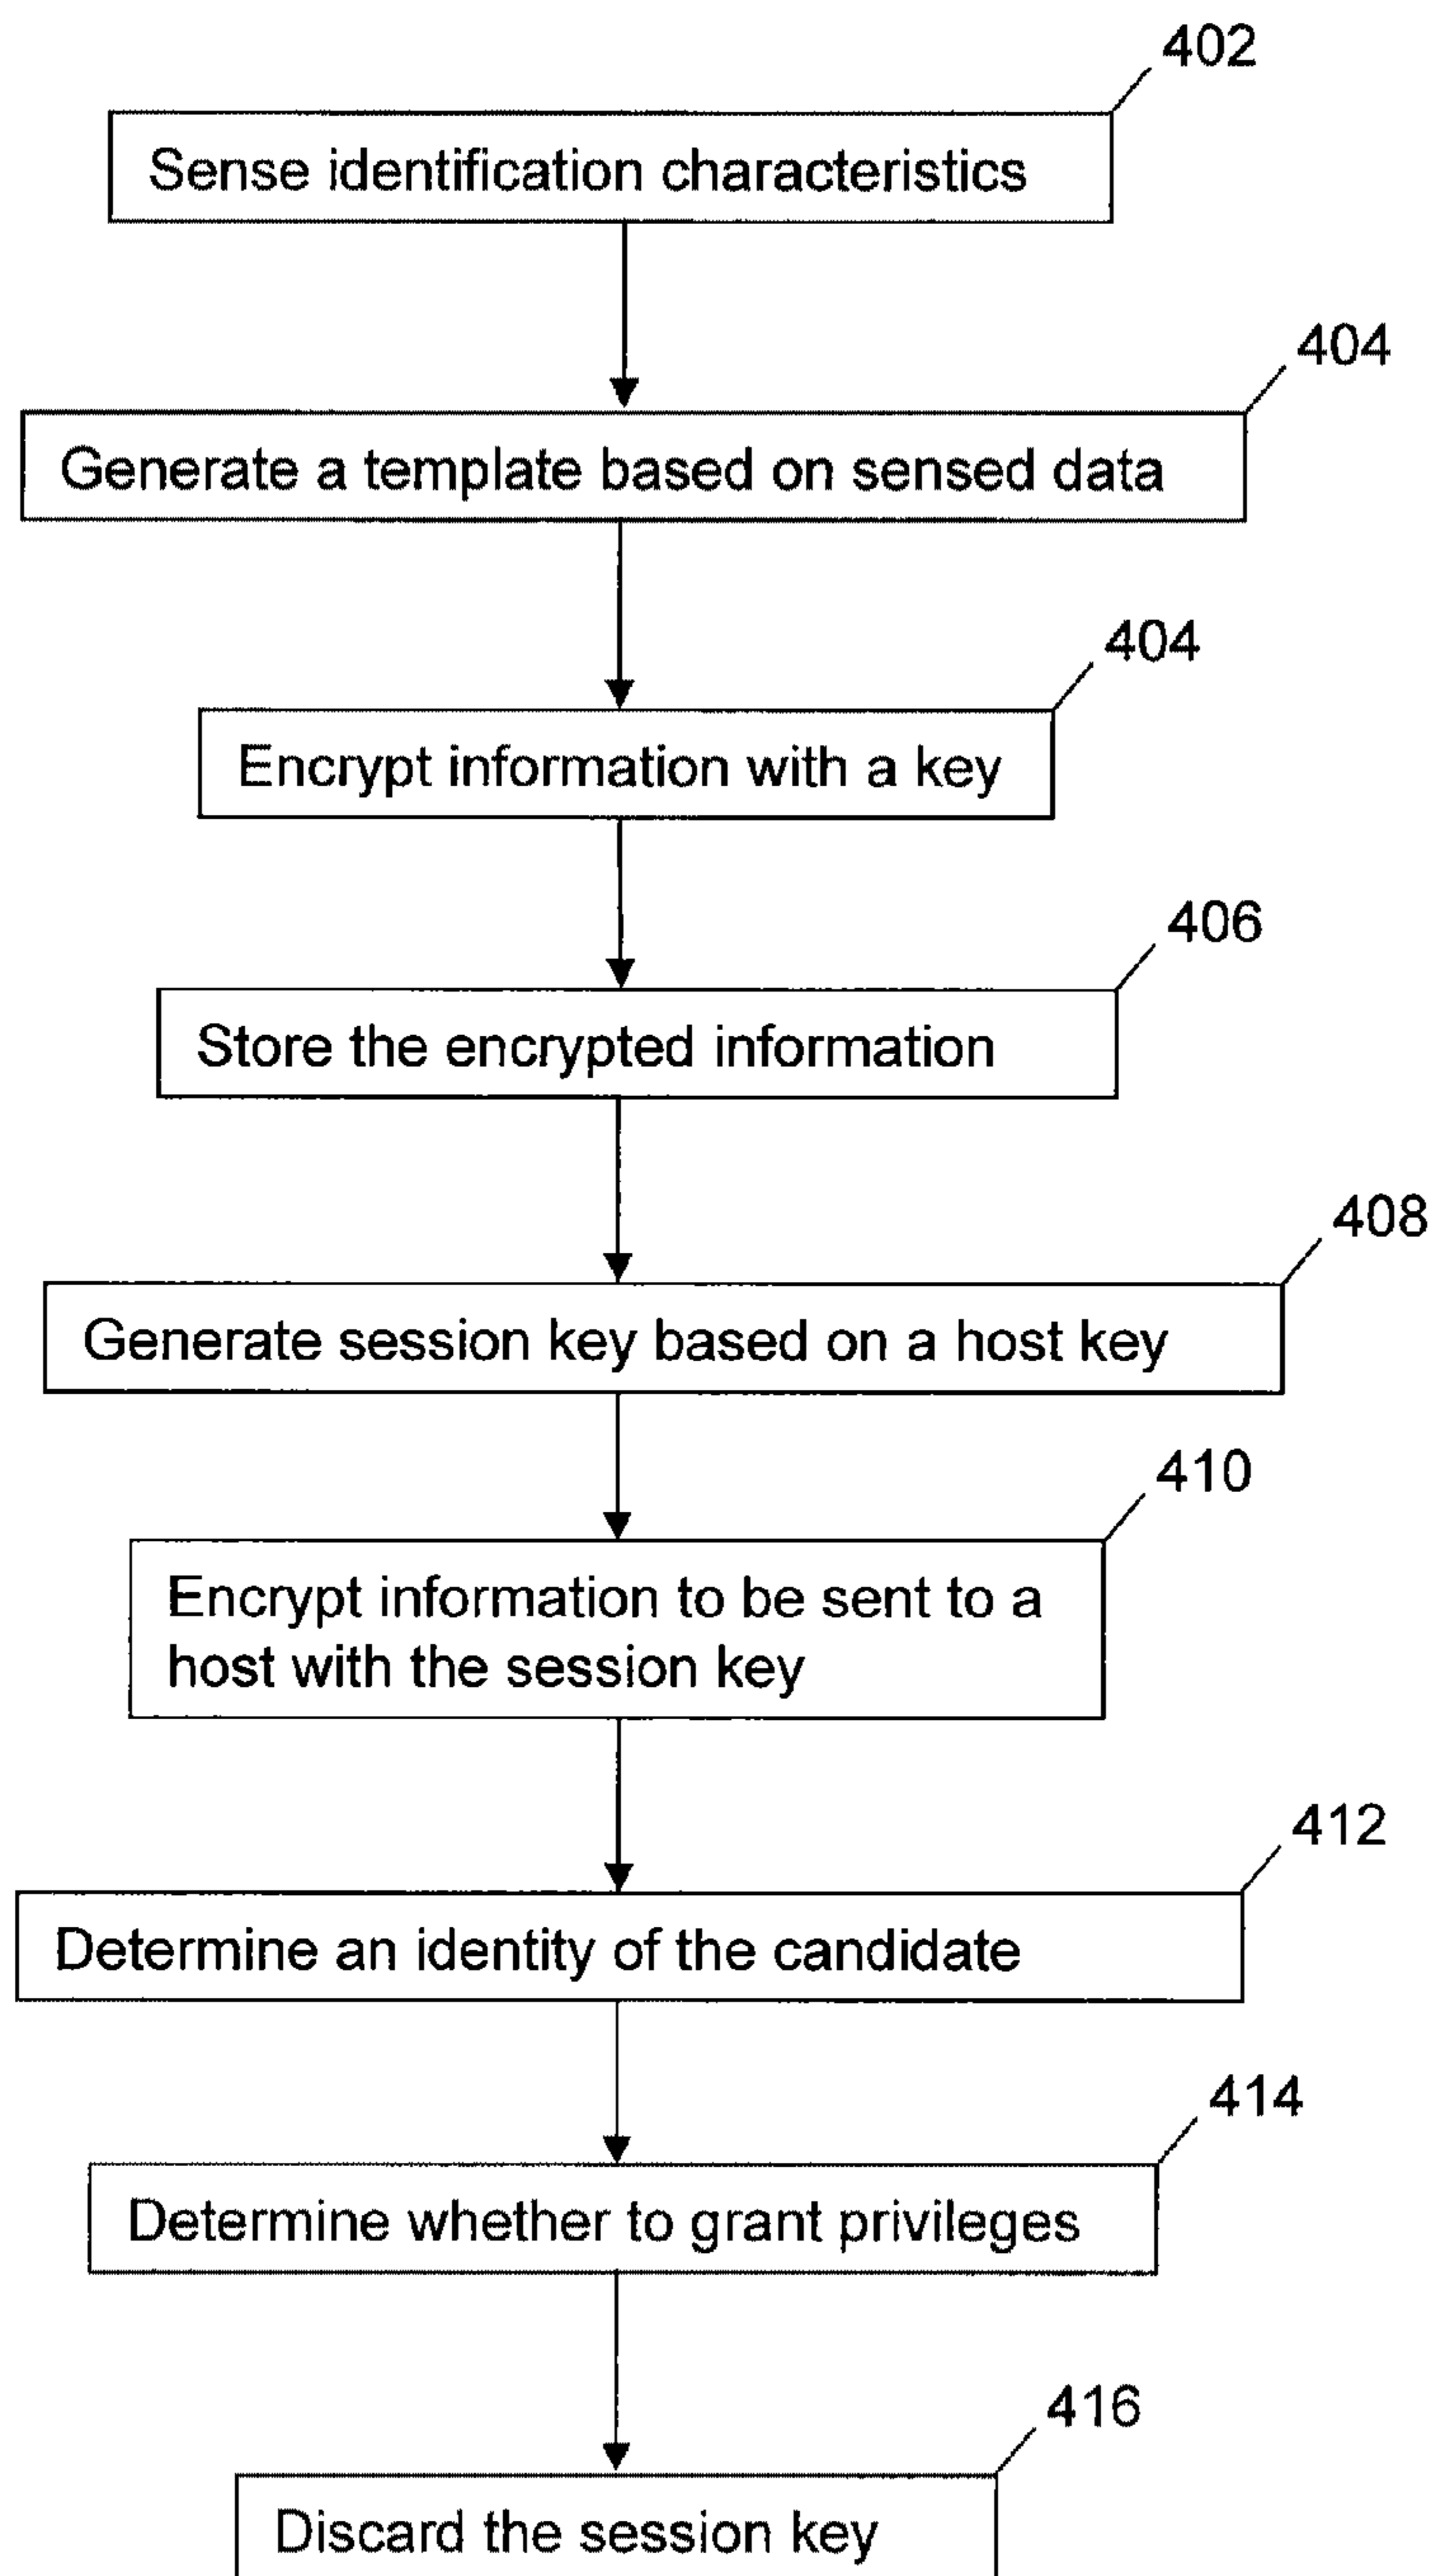 402
Sense identification characteristics
404
Generate a template based on sensed data
404
Encrypt information with a key
406
Store the encrypted information
408
Generate session key based on a host key
410
Encrypt information to be sent to a
host with the session key
412
Determine an identity of the candidate
414
Determine whether to grant privileges
416
Discard the session key